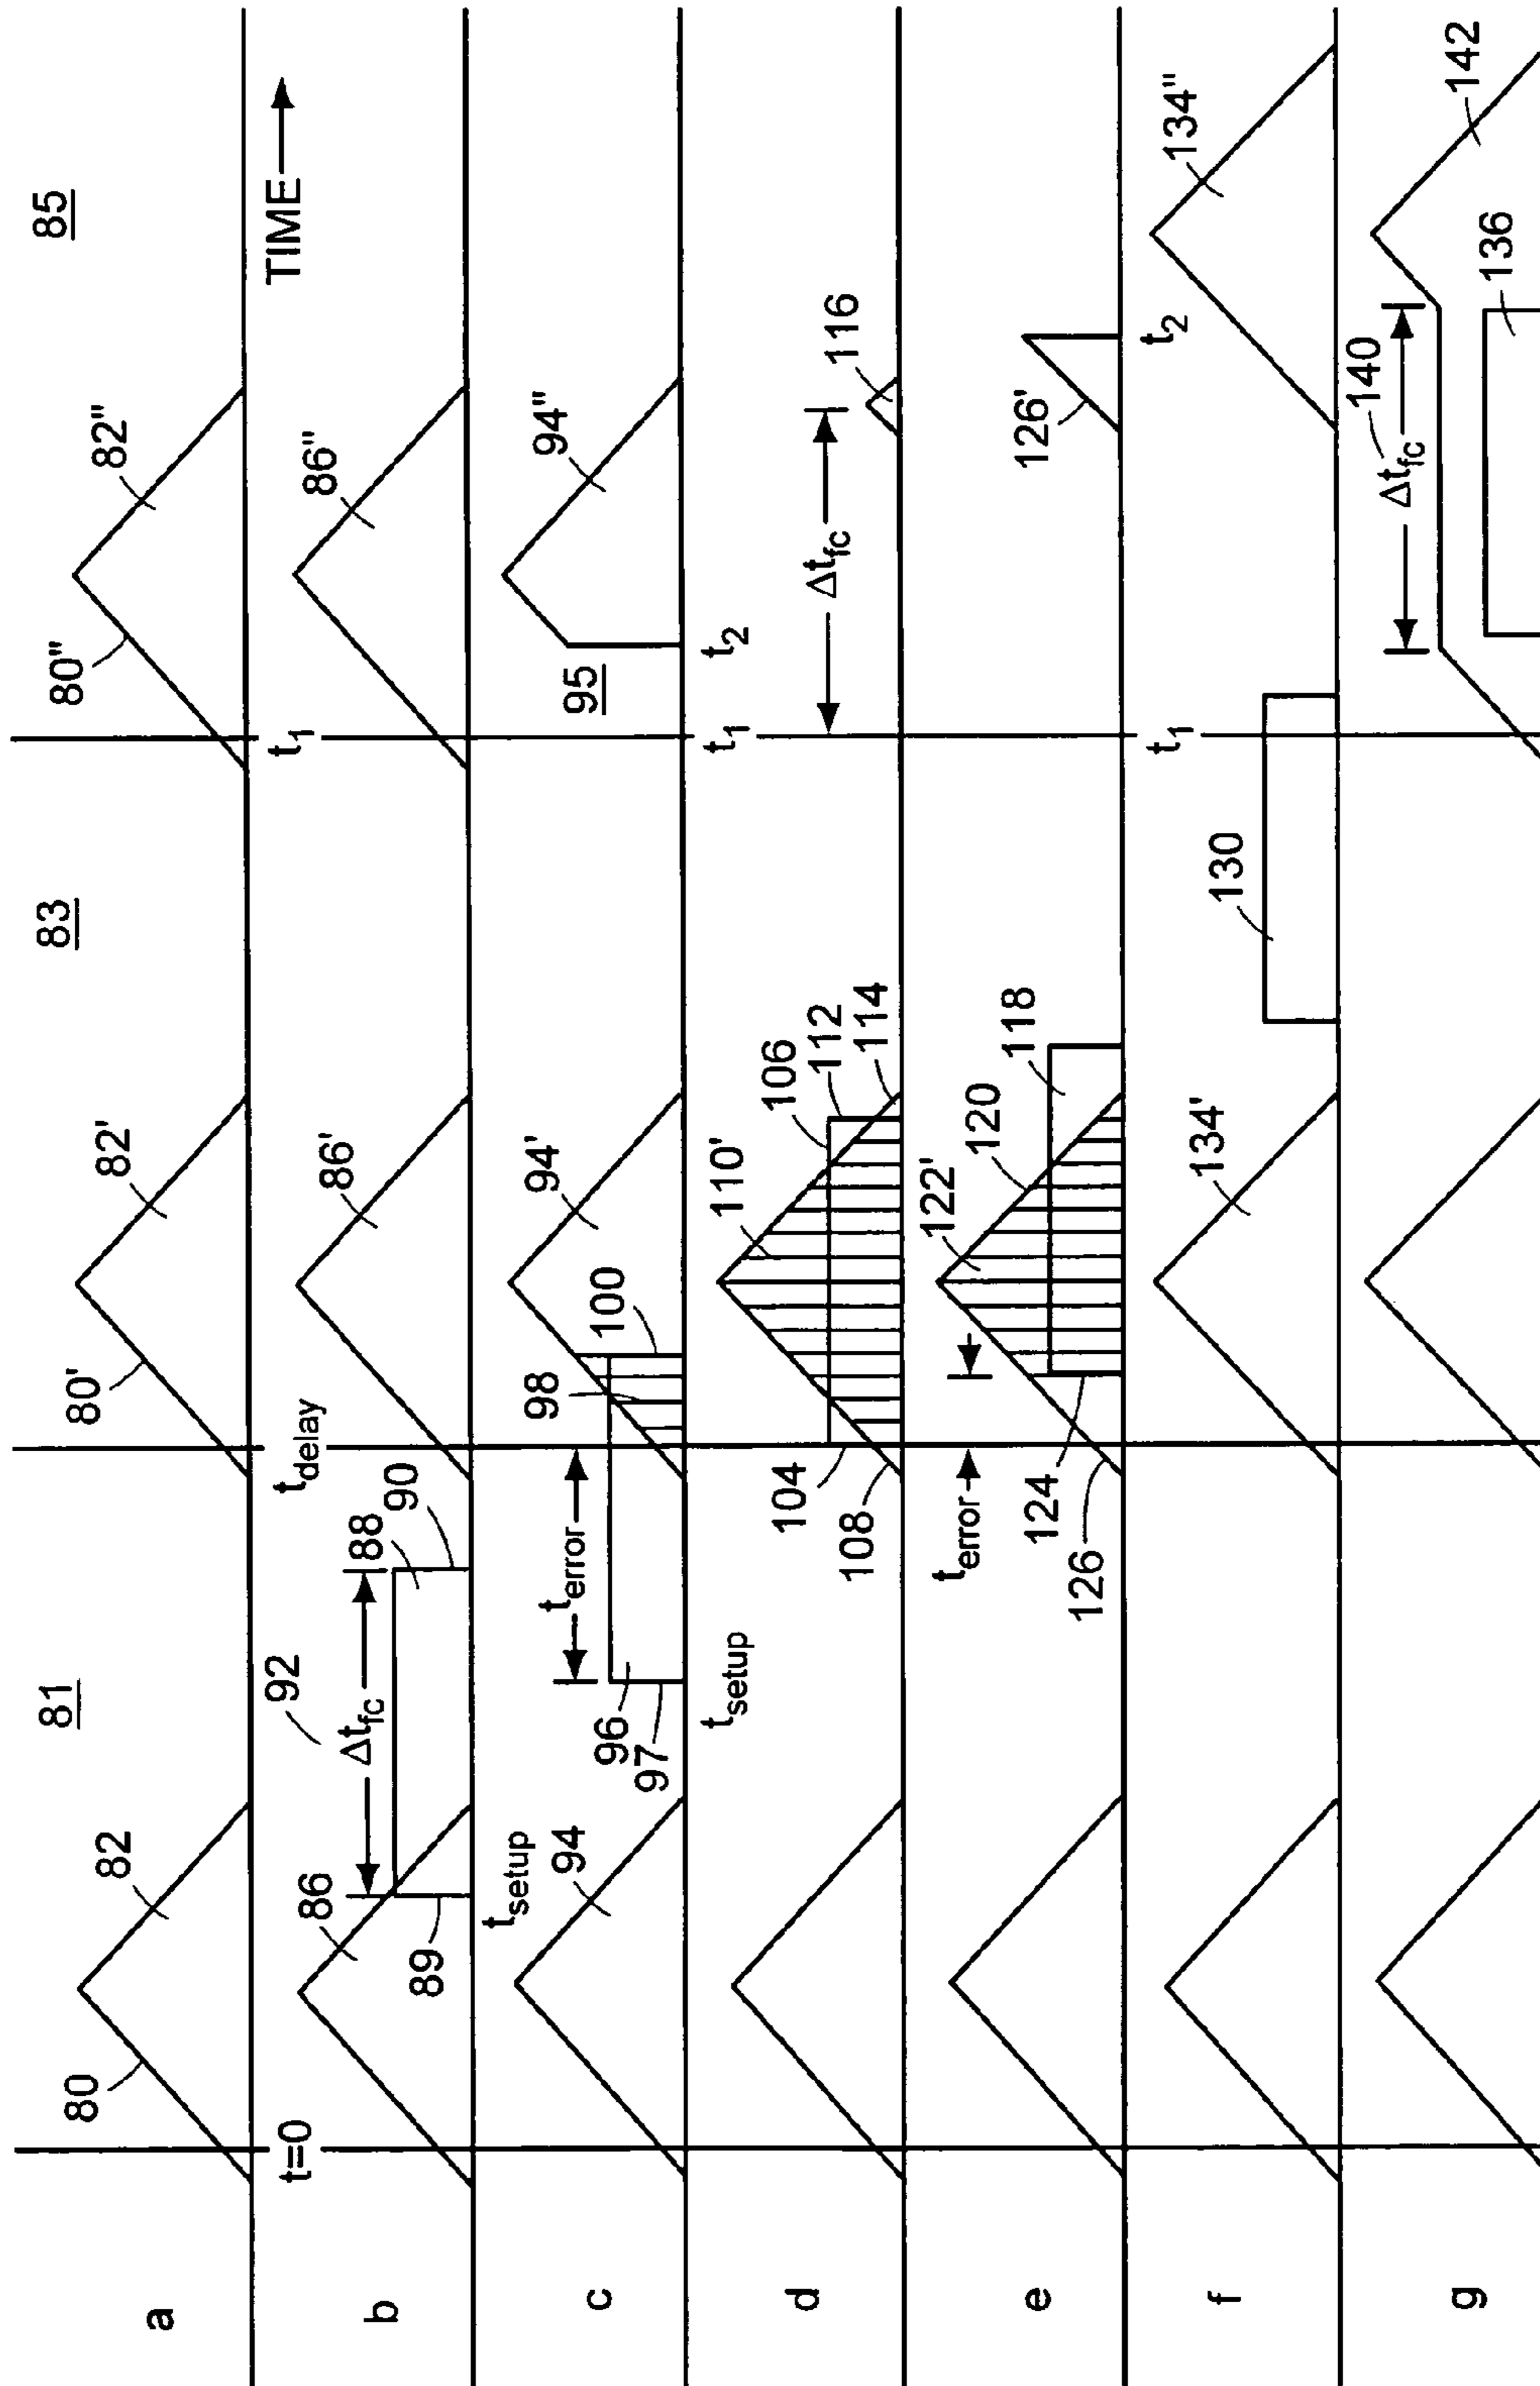 81
83
85
a
80
82
80'
82'
80"
82"
t=0
t_delay
t_1
TIME
b
86
89
88
90
92
Δt_fc
t_setup
86'
86"
c
94
96
97
t_error
98
100
94'
95
94"
t_setup
t_1
t_2
d
104
108
110'
106
112
114
Δt_fc
116
e
t_error
124
126
122'
120
118
126'
t_1
t_2
f
134'
130
134"
g
140
Δt_fc
136
142